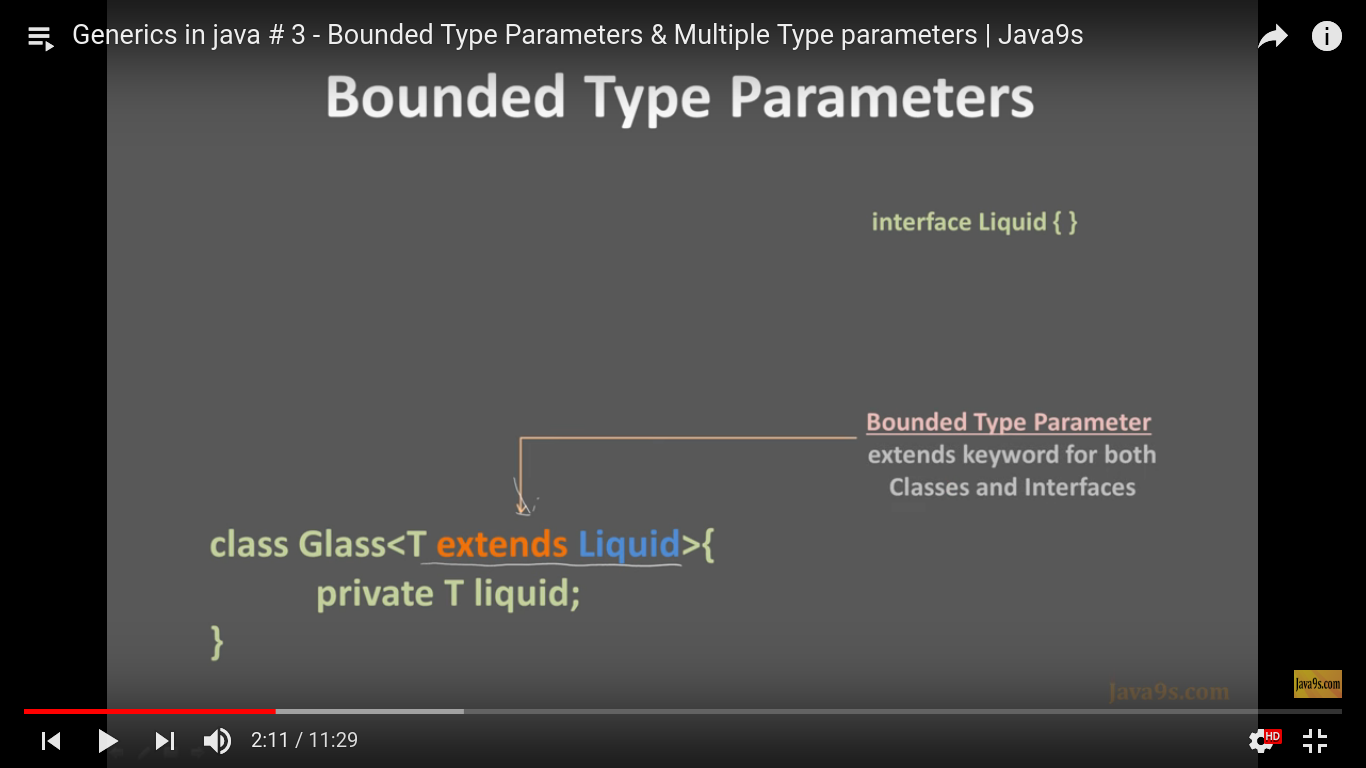 Generics in java # 3 - Bounded Type Parameters & Multiple Type parameters | Java9s
Bounded Type Parameters
interface Liquid { }
Bounded Type Parameter
extends keyword for both
Classes and Interfaces
class Glass<T extends Liquid>{
private T liquid;
}
Java9s.com
Java9s.com
2:11 / 11:29
HD